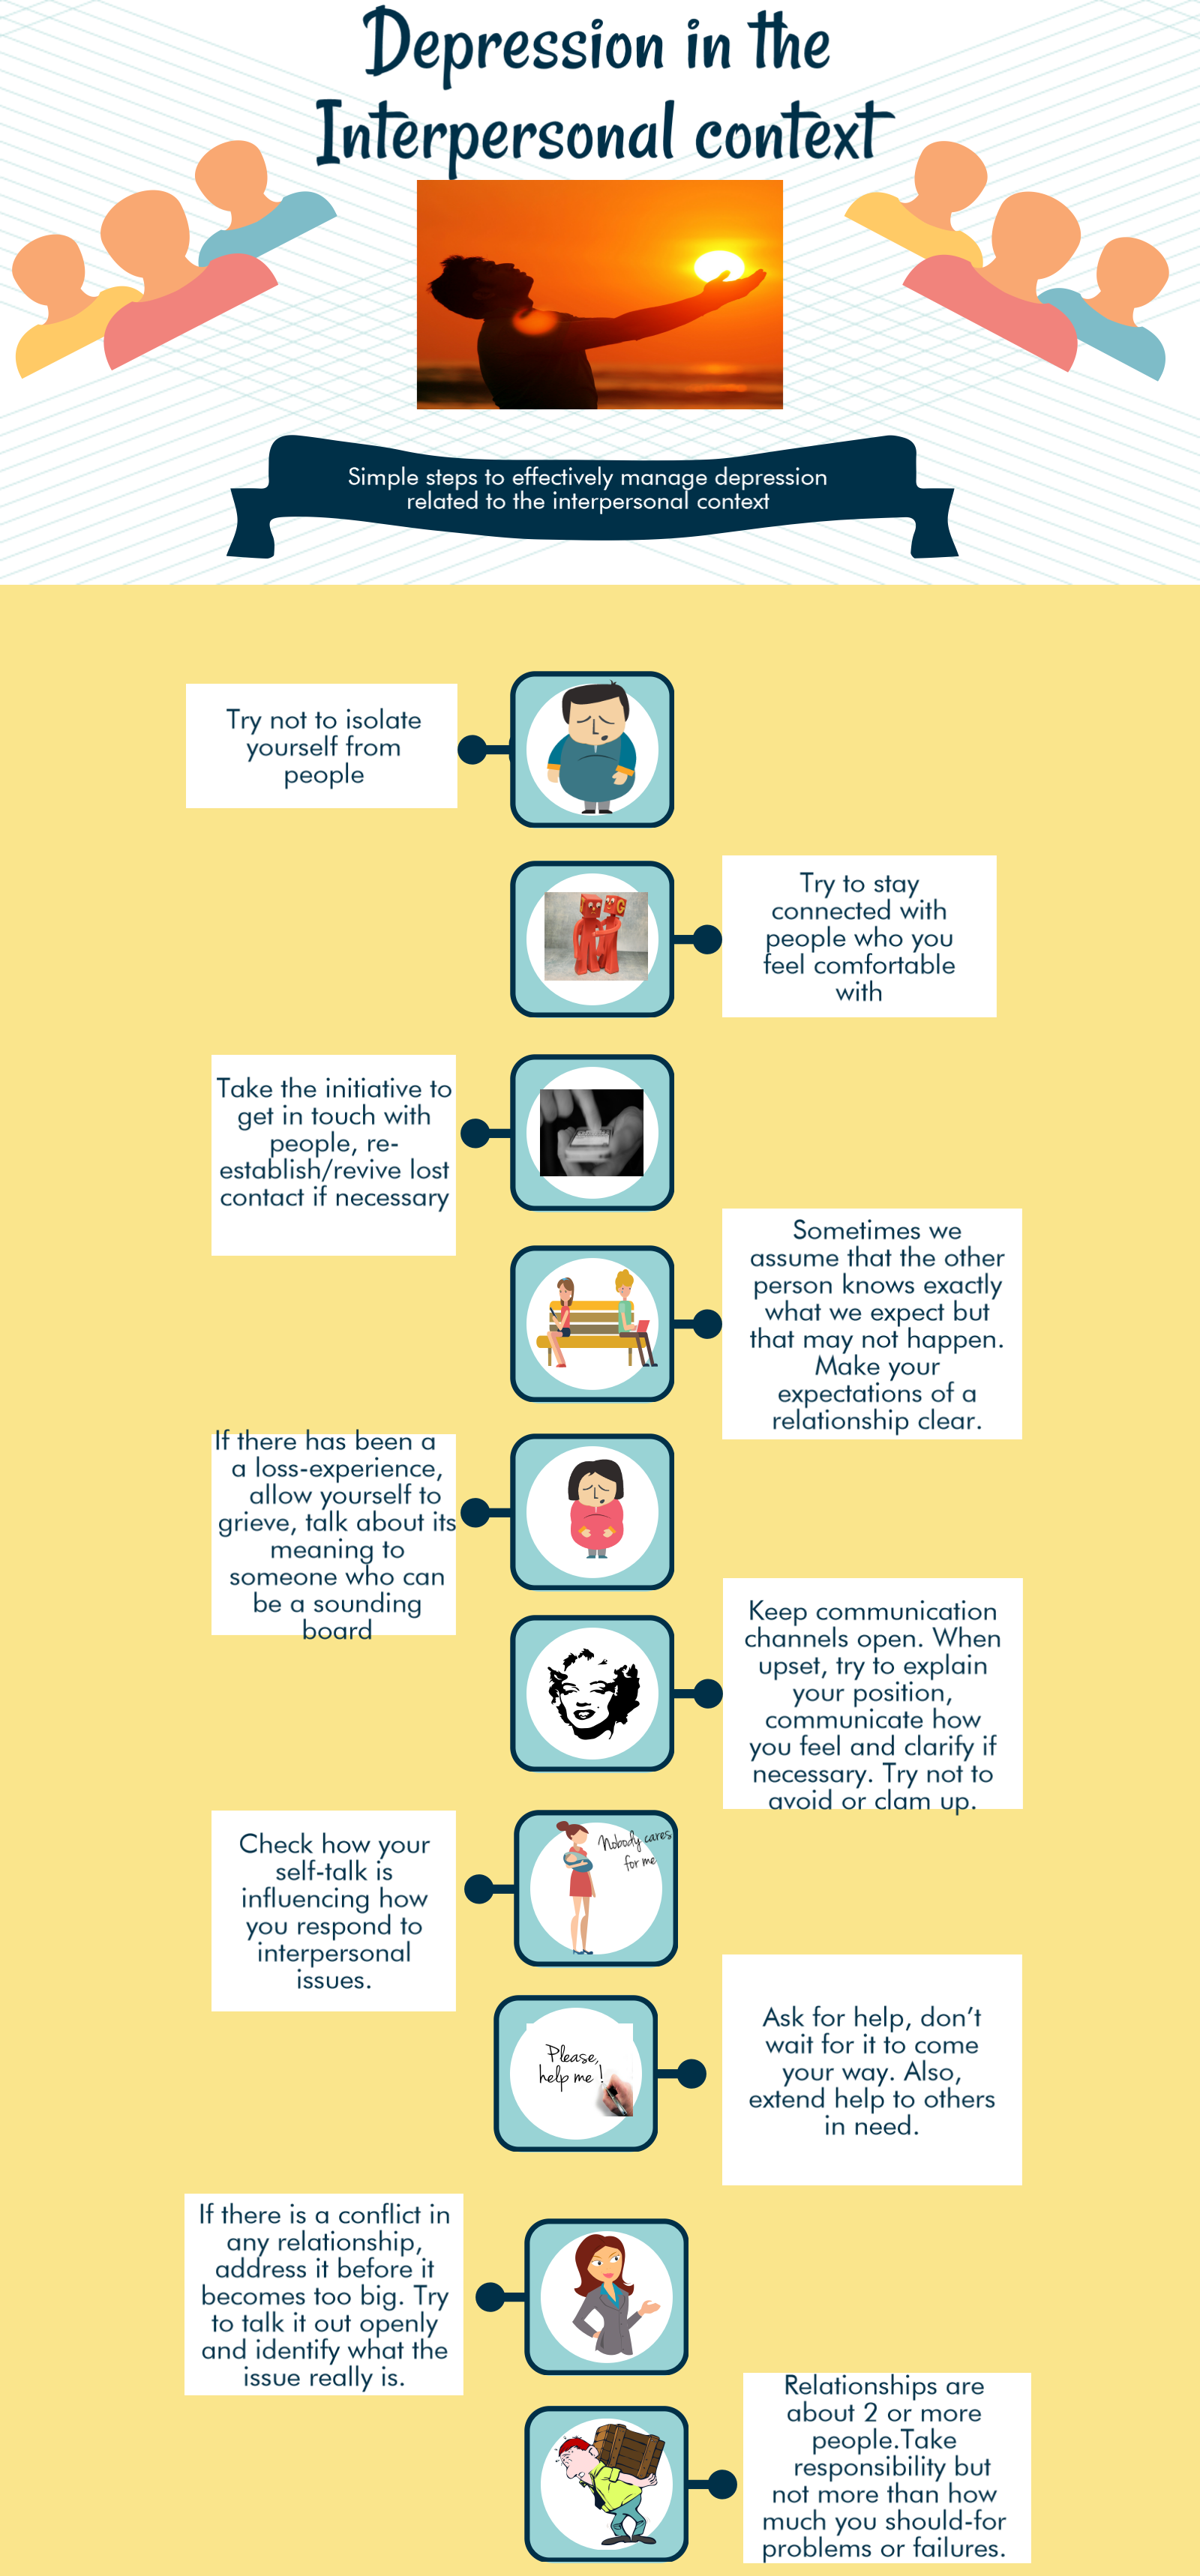 Depression in the
Interpersonal context
Simple steps to effectively manage depression
related to the interpersonal context
Try not to isolate
yourself from
people
Try to stay
connected with
people who you
feel comfortable
with
Take the initiative to
get in touch with
people, re-
establish/revive lost
contact if necessary
Sometimes we
assume that the other
person knows exactly
what we expect but
that may not happen.
Make your
expectations of a
relationship clear.
If there has been a
a loss-experience,
allow yourself to
grieve, talk about its
meaning to
someone who can
be a sounding
board
Keep communication
channels open. When
upset, try to explain
your position,
communicate how
you feel and clarify if
necessary. Try not to
avoid or clam up.
Check how your
self-talk is
influencing how
you respond to
interpersonal
issues.
Nobody cares
for me
Please,
help me !
Ask for help, don’t
wait for it to come
your way. Also,
extend help to others
in need.
If there is a conflict in
any relationship,
address it before it
becomes too big. Try
to talk it out openly
and identify what the
issue really is.
Relationships are
about 2 or more
people.Take
responsibility but
not more than how
much you should-for
problems or failures.